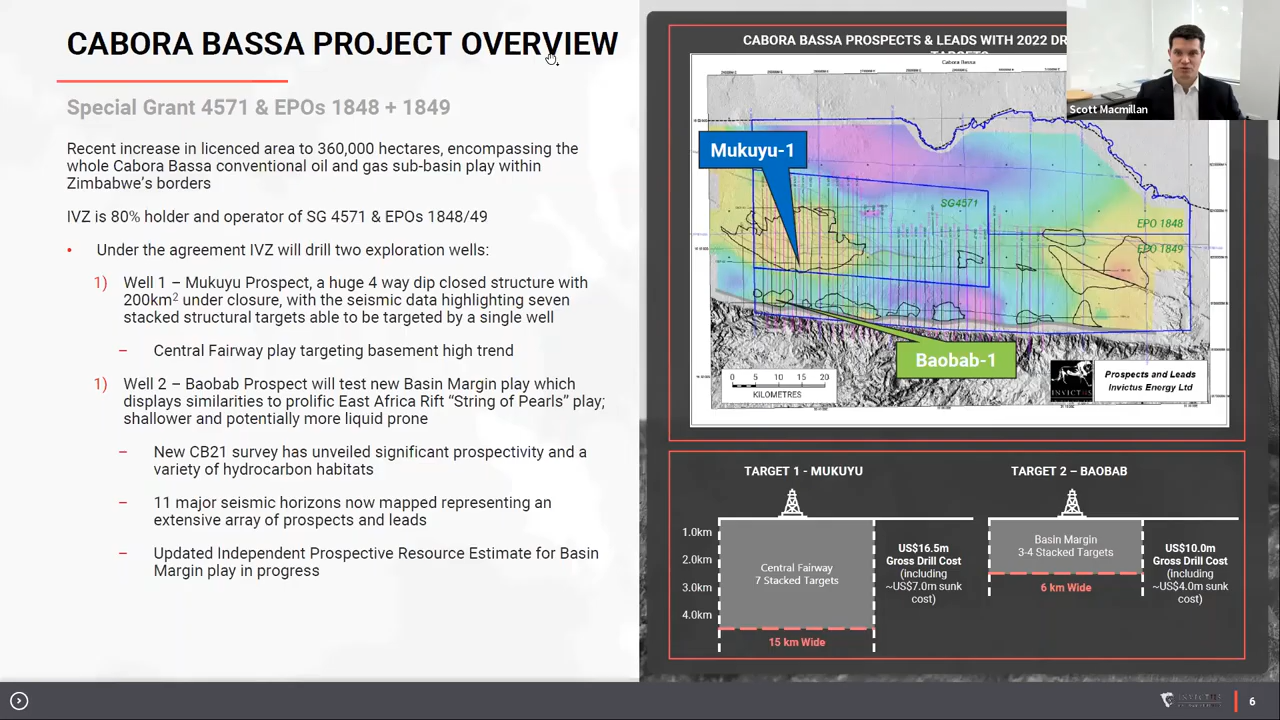 CABORA BASSA PROJECT OVERVIEW
Special Grant 4571 & EPOs 1848 + 1849
Recent increase in licenced area to 360,000 hectares, encompassing the
whole Cabora Bassa conventional oil and gas sub-basin play within
Zimbabwe's borders
IVZ is 80% holder and operator of SG 4571 & EPOs 1848/49
• Under the agreement IVZ will drill two exploration wells:
1) Well 1 – Mukuyu Prospect, a huge 4 way dip closed structure with
200km2 under closure, with the seismic data highlighting seven
stacked structural targets able to be targeted by a single well
– Central Fairway play targeting basement high trend
1) Well 2 – Baobab Prospect will test new Basin Margin play which
displays similarities to prolific East Africa Rift “String of Pearls” play;
shallower and potentially more liquid prone
– New CB21 survey has unveiled significant prospectivity and a
variety of hydrocarbon habitats
– 11 major seismic horizons now mapped representing an
extensive array of prospects and leads
– Updated Independent Prospective Resource Estimate for Basin
Margin play in progress
CABORA BASSA PROSPECTS & LEADS WITH 2022
Cabora Bassa
Scott Macmillan
Mukuyu-1
SG4571
EPO 1848
EPO 1849
Baobab-1
0 5 10 15 20
KILOMETRES
INVICTUS
Prospects and Leads
Invictus Energy Ltd
TARGET 1 - MUKUYU
TARGET 2 – BAOBAB
1.0km
2.0km
3.0km
4.0km
Central Fairway
7 Stacked Targets
15 km Wide
US$16.5m
Gross Drill Cost
(including
~US$7.0m sunk
cost)
Basin Margin
3-4 Stacked Targets
6 km Wide
US$10.0m
Gross Drill Cost
(including
~US$4.0m sunk
cost)
INVICTUS
6